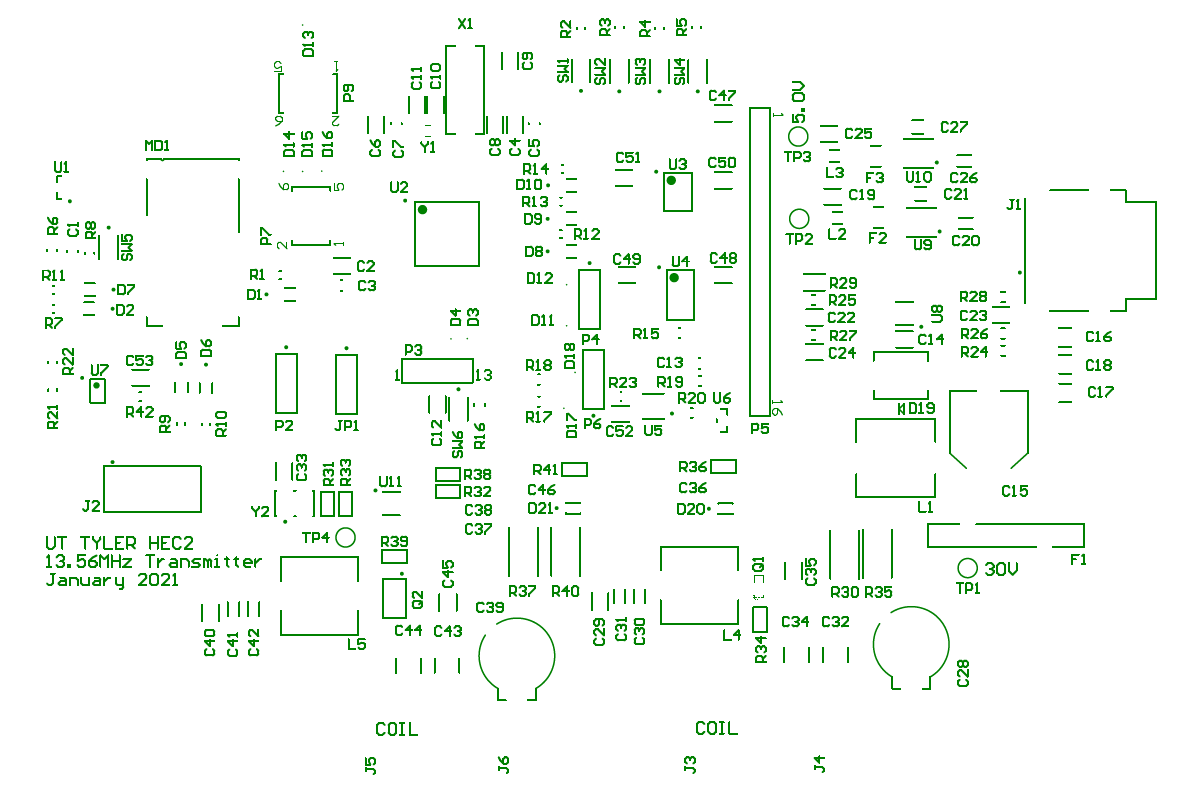 X1
R2
R3
R4
R5
D13
5
1
C9
SW1
SW2
SW3
SW4
P9
C11
C10
C47
1
5
0.0V
6
2
C6
C7
Y1
C8
C4
C5
C25
C27
MD1
D14
D15
D16
TP3
U1
U2
R14
D10
C51
U3
C50
L3
E3
U10
C26
R13
D9
C19
C21
J1
C1
R6
R8
SW5
P7
R12
D8
TP2
L2
E2
U9
C20
C2
C3
C49
U4
C48
R11
D7
D2
R1
D1
D12
R29
R25
R28
C22
C23
U8
R7
D4
D3
D11
R15
R27
R26
C14
C16
C24
R24
C18
C17
C53
D5
D6
P3
P4
D18
C13
R19
R18
R23
R20
U6
U7
R22
1
3
R22
R21
R9
R10
P2
JP1
C12
SW6
R16
R17
D17
P6
C52
U5
P5
1
6
D19
J2
C33
R31
R33
U11
R38
R32
R41
C46
D21
R36
C36
D20
C15
L1
Y2
TP4
C38
C37
UT TYLER HEC2
13.56MHz Transmitter
January 2021
R39
C45
Q2
R37
R40
Q1
C35
R30
R35
TP1
30V
E1
C39
C29
C31
C30
C34
C32
C40
C41
C42
L5
C44
C43
L4
R34
C28
COIL
COIL
J5
J6
J3
J4